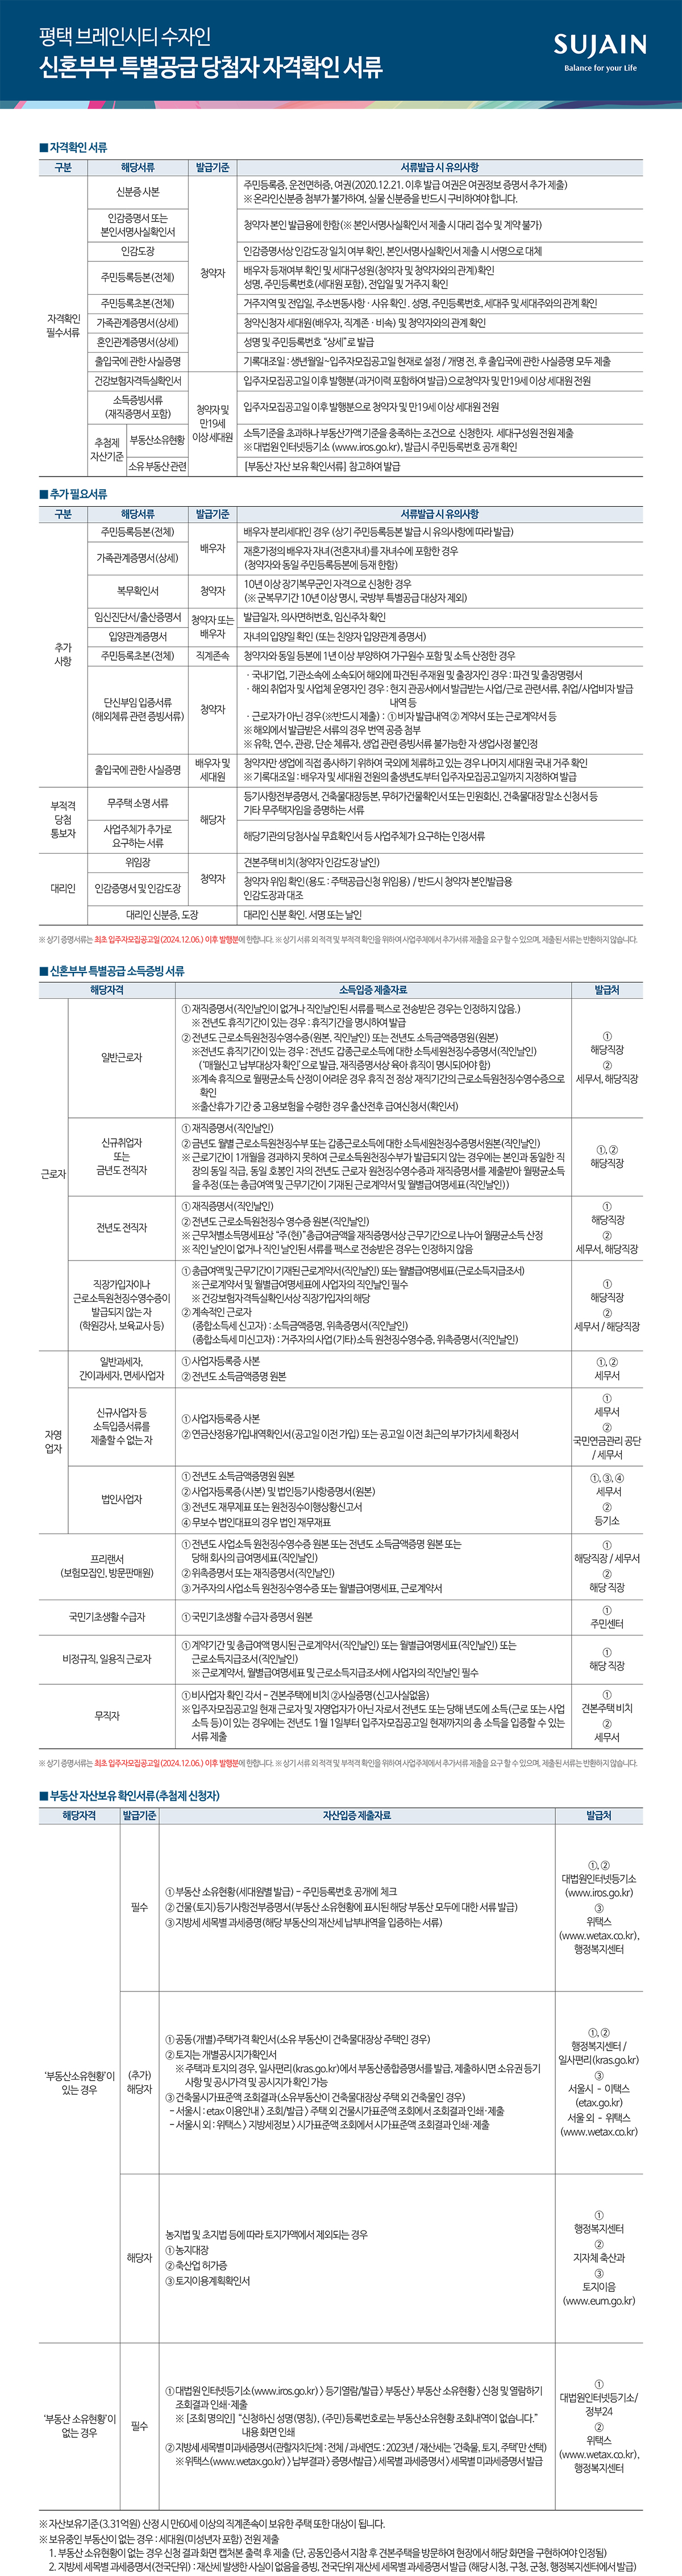 평택 브레인시티 수자인
신혼부부 특별공급 당첨자 자격확인 서류
SUJAIN
Balance for your Life
■ 자격확인 서류
구분 해당서류 발급기준 서류발급 시 유의사항
자격확인
필수서류
신분증 사본
청약자
주민등록증, 운전면허증, 여권(2020.12.21. 이후 발급 여권은 여권정보 증명서 추가 제출)
※ 온라인신분증 첨부가 불가하여, 실물 신분증을 반드시 구비하여야 합니다.
인감증명서 또는
본인서명사실확인서
청약자 본인 발급용에 한함(※ 본인서명사실확인서 제출 시 대리 접수 및 계약 불가)
인감도장
인감증명서상 인감도장 일치 여부 확인, 본인서명사실확인서 제출 시 서명으로 대체
주민등록등본(전체)
배우자 등재여부 확인 및 세대구성원(청약자 및 청약자와의 관계)확인
성명, 주민등록번호(세대원 포함), 전입일 및 거주지 확인
주민등록초본(전체)
거주지역 및 전입일, 주소변동사항 · 사유 확인 . 성명, 주민등록번호, 세대주 및 세대주와의 관계 확인
가족관계증명서(상세)
청약신청자 세대원(배우자, 직계존 · 비속) 및 청약자와의 관계 확인
혼인관계증명서(상세)
성명 및 주민등록번호 “상세”로 발급
출입국에 관한 사실증명
기록대조일 : 생년월일~입주자모집공고일 현재로 설정 / 개명 전, 후 출입국에 관한 사실증명 모두 제출
건강보험자격득실확인서
청약자 및
만19세
이상 세대원
입주자모집공고일 이후 발행분(과거이력 포함하여 발급)으로청약자 및 만19세 이상 세대원 전원
소득증빙서류
(재직증명서 포함)
입주자모집공고일 이후 발행분으로 청약자 및 만19세 이상 세대원 전원
추첨제
자산기준
부동산소유현황
소득기준을 초과하나 부동산가액 기준을 충족하는 조건으로 신청한자. 세대구성원 전원 제출
※ 대법원 인터넷등기소 (www.iros.go.kr), 발급시 주민등록번호 공개 확인
소유 부동산 관련
[부동산 자산 보유 확인서류] 참고하여 발급
■ 추가 필요서류
구분 해당서류 발급기준 서류발급 시 유의사항
추가
사항
주민등록등본(전체)
배우자
배우자 분리세대인 경우 (상기 주민등록등본 발급 시 유의사항에 따라 발급)
가족관계증명서(상세)
재혼가정의 배우자 자녀(전혼자녀)를 자녀수에 포함한 경우
(청약자와 동일 주민등록등본에 등재 한함)
복무확인서
청약자
10년 이상 장기복무군인 자격으로 신청한 경우
(※ 군복무기간 10년 이상 명시, 국방부 특별공급 대상자 제외)
임신진단서/출산증명서
청약자 또는
배우자
발급일자, 의사면허번호, 임신주차 확인
입양관계증명서
자녀의 입양일 확인 (또는 친양자 입양관계 증명서)
주민등록초본(전체)
직계존속
청약자와 동일 등본에 1년 이상 부양하여 가구원수 포함 및 소득 산정한 경우
단신부임 입증서류
(해외체류 관련 증빙서류)
청약자
· 국내기업, 기관소속에 소속되어 해외에 파견된 주재원 및 출장자인 경우 : 파견 및 출장명령서
· 해외 취업자 및 사업체 운영자인 경우 : 현지 관공서에서 발급받는 사업/근로 관련서류, 취업/사업비자 발급
내역 등
· 근로자가 아닌 경우(※반드시 제출) : ① 비자 발급내역 ② 계약서 또는 근로계약서 등
※ 해외에서 발급받은 서류의 경우 번역 공증 첨부
※ 유학, 연수, 관광, 단순 체류자, 생업 관련 증빙서류 불가능한 자 생업사정 불인정
출입국에 관한 사실증명
배우자 및
세대원
청약자만 생업에 직접 종사하기 위하여 국외에 체류하고 있는 경우 나머지 세대원 국내 거주 확인
※ 기록대조일 : 배우자 및 세대원 전원의 출생년도부터 입주자모집공고일까지 지정하여 발급
부적격
당첨
통보자
무주택 소명 서류
해당자
등기사항전부증명서, 건축물대장등본, 무허가건물확인서 또는 민원회신, 건축물대장 말소 신청서 등
기타 무주택자임을 증명하는 서류
사업주체가 추가로
요구하는 서류
해당기관의 당첨사실 무효확인서 등 사업주체가 요구하는 인정서류
대리인
위임장
청약자
견본주택 비치(청약자 인감도장 날인)
인감증명서 및 인감도장
청약자 위임 확인(용도 : 주택공급신청 위임용) / 반드시 청약자 본인발급용
인감도장과 대조
대리인 신분증, 도장
대리인 신분 확인. 서명 또는 날인
※ 상기 증명서류는 최초 입주자모집공고일(2024.12.06.) 이후 발행분에 한합니다. ※ 상기 서류 외 적격 및 부적격 확인을 위하여 사업주체에서 추가서류 제출을 요구 할 수 있으며, 제출된 서류는 반환하지 않습니다.
■ 신혼부부 특별공급 소득증빙 서류
해당자격 소득입증 제출자료 발급처
근로자
일반근로자
① 재직증명서(직인날인이 없거나 직인날인된 서류를 팩스로 전송받은 경우는 인정하지 않음.)
※ 전년도 휴직기간이 있는 경우 : 휴직기간을 명시하여 발급
② 전년도 근로소득원천징수영수증(원본, 직인날인) 또는 전년도 소득금액증명원(원본)
※전년도 휴직기간이 있는 경우 : 전년도 갑종근로소득에 대한 소득세원천징수증명서(직인날인)
(‘매월신고 납부대상자 확인’으로 발급, 재직증명서상 육아 휴직이 명시되어야 함)
※계속 휴직으로 월평균소득 산정이 어려운 경우 휴직 전 정상 재직기간의 근로소득원천징수영수증으로
확인
※출산휴가 기간 중 고용보험을 수령한 경우 출산전후 급여신청서(확인서)
①
해당직장
②
세무서, 해당직장
신규취업자
또는
금년도 전직자
① 재직증명서(직인날인)
② 금년도 월별 근로소득원천징수부 또는 갑종근로소득에 대한 소득세원천징수증명서원본(직인날인)
※ 근로기간이 1개월을 경과하지 못하여 근로소득원천징수부가 발급되지 않는 경우에는 본인과 동일한 직
장의 동일 직급, 동일 호봉인 자의 전년도 근로자 원천징수영수증과 재직증명서를 제출받아 월평균소득
을 추정(또는 총급여액 및 근무기간이 기재된 근로계약서 및 월별급여명세표(직인날인))
①, ②
해당직장
전년도 전직자
① 재직증명서(직인날인)
② 전년도 근로소득원천징수 영수증 원본(직인날인)
※ 근무처별소득명세표상 “주(현)”총급여금액을 재직증명서상 근무기간으로 나누어 월평균소득 산정
※ 직인 날인이 없거나 직인 날인된 서류를 팩스로 전송받은 경우는 인정하지 않음
①
해당직장
②
세무서, 해당직장
직장가입자이나
근로소득원천징수영수증이
발급되지 않는 자
(학원강사, 보육교사 등)
① 총급여액 및 근무기간이 기재된 근로계약서(직인날인) 또는 월별급여명세표(근로소득지급조서)
※ 근로계약서 및 월별급여명세표에 사업자의 직인날인 필수
※ 건강보험자격득실확인서상 직장가입자의 해당
② 계속적인 근로자
(종합소득세 신고자) : 소득금액증명, 위촉증명서(직인날인)
(종합소득세 미신고자) : 거주자의 사업(기타)소득 원천징수영수증, 위촉증명서(직인날인)
①
해당직장
②
세무서 / 해당직장
자영
업자
일반과세자,
간이과세자, 면세사업자
① 사업자등록증 사본
② 전년도 소득금액증명 원본
①, ②
세무서
신규사업자 등
소득입증서류를
제출할 수 없는 자
① 사업자등록증 사본
② 연금산정용가입내역확인서(공고일 이전 가입) 또는 공고일 이전 최근의 부가가치세 확정서
①
세무서
②
국민연금관리 공단
/ 세무서
법인사업자
① 전년도 소득금액증명원 원본
② 사업자등록증(사본) 및 법인등기사항증명서(원본)
③ 전년도 재무제표 또는 원천징수이행상황신고서
④ 무보수 법인대표의 경우 법인 재무재표
①, ③, ④
세무서
②
등기소
프리랜서
(보험모집인, 방문판매원)
① 전년도 사업소득 원천징수영수증 원본 또는 전년도 소득금액증명 원본 또는
당해 회사의 급여명세표(직인날인)
② 위촉증명서 또는 재직증명서(직인날인)
③ 거주자의 사업소득 원천징수영수증 또는 월별급여명세표, 근로계약서
①
해당직장 / 세무서
②
해당 직장
국민기초생활 수급자
① 국민기초생활 수급자 증명서 원본
①
주민센터
비정규직, 일용직 근로자
① 계약기간 및 총급여액 명시된 근로계약서(직인날인) 또는 월별급여명세표(직인날인) 또는
근로소득지급조서(직인날인)
※ 근로계약서, 월별급여명세표 및 근로소득지급조서에 사업자의 직인날인 필수
①
해당 직장
무직자
① 비사업자 확인 각서 - 견본주택에 비치 ②사실증명(신고사실없음)
※ 입주자모집공고일 현재 근로자 및 자영업자가 아닌 자로서 전년도 또는 당해 년도에 소득(근로 또는 사업
소득 등)이 있는 경우에는 전년도 1월 1일부터 입주자모집공고일 현재까지의 총 소득을 입증할 수 있는
서류 제출
①
견본주택 비치
②
세무서
※ 상기 증명서류는 최초 입주자모집공고일(2024.12.06.) 이후 발행분에 한합니다. ※ 상기 서류 외 적격 및 부적격 확인을 위하여 사업주체에서 추가서류 제출을 요구 할 수 있으며, 제출된 서류는 반환하지 않습니다.
■ 부동산 자산보유 확인서류(추첨제 신청자)
해당자격 발급기준 자산입증 제출자료 발급처
‘부동산소유현황’이
있는 경우
필수
① 부동산 소유현황(세대원별 발급) - 주민등록번호 공개에 체크
② 건물(토지)등기사항전부증명서(부동산 소유현황에 표시된 해당 부동산 모두에 대한 서류 발급)
③ 지방세 세목별 과세증명(해당 부동산의 재산세 납부내역을 입증하는 서류)
①, ②
대법원인터넷등기소
(www.iros.go.kr)
③
위택스
(www.wetax.co.kr),
행정복지센터
(추가)
해당자
① 공동(개별)주택가격 확인서(소유 부동산이 건축물대장상 주택인 경우)
② 토지는 개별공시지가확인서
※ 주택과 토지의 경우, 일사편리(kras.go.kr)에서 부동산종합증명서를 발급, 제출하시면 소유권 등기
사항 및 공시가격 및 공시지가 확인 가능
③ 건축물시가표준액 조회결과(소유부동산이 건축물대장상 주택 외 건축물인 경우)
- 서울시 : etax 이용안내 > 조회/발급 > 주택 외 건물시가표준액 조회에서 조회결과 인쇄·제출
- 서울시 외 : 위택스 > 지방세정보 > 시가표준액 조회에서 시가표준액 조회결과 인쇄·제출
①, ②
행정복지센터 /
일사편리(kras.go.kr)
③
서울시 - 이택스
(etax.go.kr)
서울 외 - 위택스
(www.wetax.co.kr)
해당자
농지법 및 초지법 등에 따라 토지가액에서 제외되는 경우
① 농지대장
② 축산업 허가증
③ 토지이용계획확인서
①
행정복지센터
②
지자체 축산과
③
토지이음
(www.eum.go.kr)
‘부동산 소유현황’이
없는 경우
필수
① 대법원 인터넷등기소(www.iros.go.kr) > 등기열람/발급 > 부동산 > 부동산 소유현황 > 신청 및 열람하기
조회결과 인쇄·제출
※ [조회 명의인] “신청하신 성명(명칭), (주민)등록번호로는 부동산소유현황 조회내역이 없습니다.”
내용 화면 인쇄
② 지방세 세목별 미과세증명서(관할자치단체 : 전체 / 과세연도 : 2023년 / 재산세는 ‘건축물, 토지, 주택’만 선택)
※ 위택스(www.wetax.go.kr) > 납부결과 > 증명서발급 > 세목별 과세증명서 > 세목별 미과세증명서 발급
①
대법원인터넷등기소/
정부24
②
위택스
(www.wetax.co.kr),
행정복지센터
※ 자산보유기준(3.31억원) 산정 시 만60세 이상의 직계존속이 보유한 주택 또한 대상이 됩니다.
※ 보유중인 부동산이 없는 경우 : 세대원(미성년자 포함) 전원 제출
1. 부동산 소유현황이 없는 경우 신청 결과 화면 캡처본 출력 후 제출 (단, 공동인증서 지참 후 견본주택을 방문하여 현장에서 해당 화면을 구현하여야 인정됨)
2. 지방세 세목별 과세증명서(전국단위) : 재산세 발생한 사실이 없음을 증빙, 전국단위 재산세 세목별 과세증명서 발급 (해당 시청, 구청, 군청, 행정복지센터에서 발급)